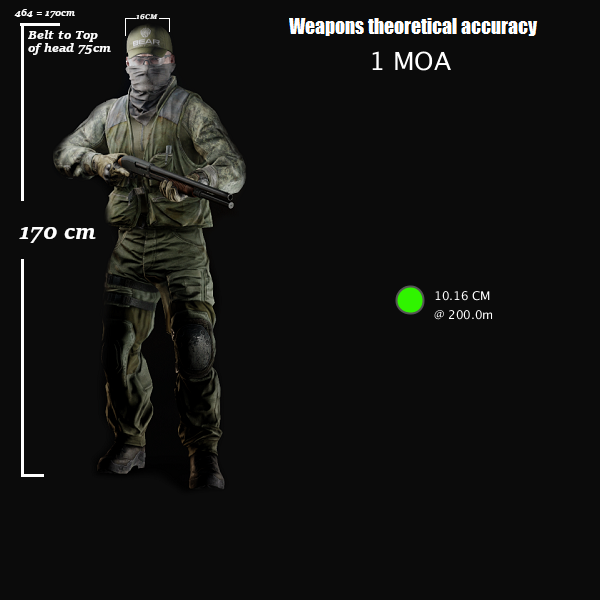 464 = 170cm
16CM
Belt to Top
of head 75cm
BEAR
170 cm
Weapons theoretical accuracy
1 MOA
10.16 CM
@ 200.0m